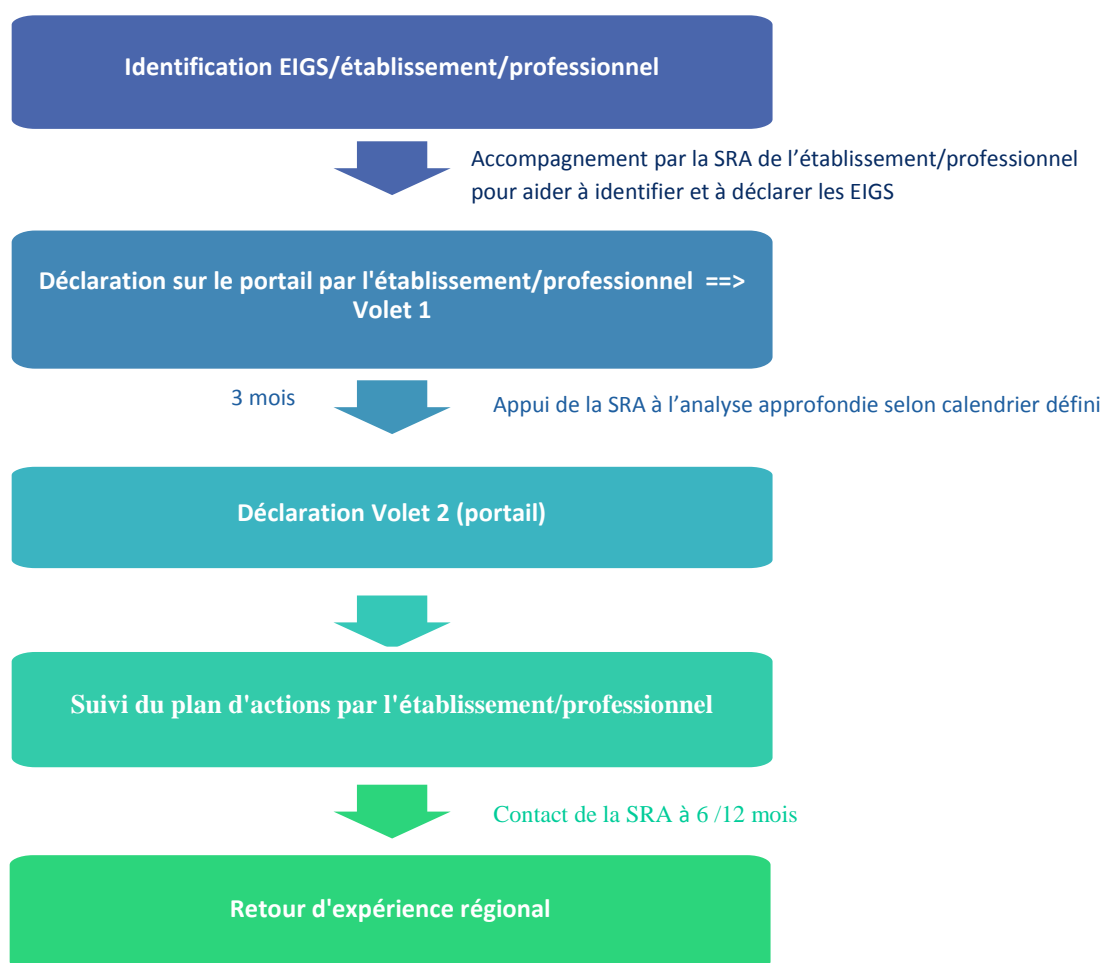 Identification EIGS/établissement/professionnel
Accompagnement par la SRA de l’établissement/professionnel
pour aider à identifier et à déclarer les EIGS
Déclaration sur le portail par l'établissement/professionnel ==>
Volet 1
3 mois
Appui de la SRA à l’analyse approfondie selon calendrier défini
Déclaration Volet 2 (portail)
Suivi du plan d'actions par l'établissement/professionnel
Contact de la SRA à 6 /12 mois
Retour d'expérience régional